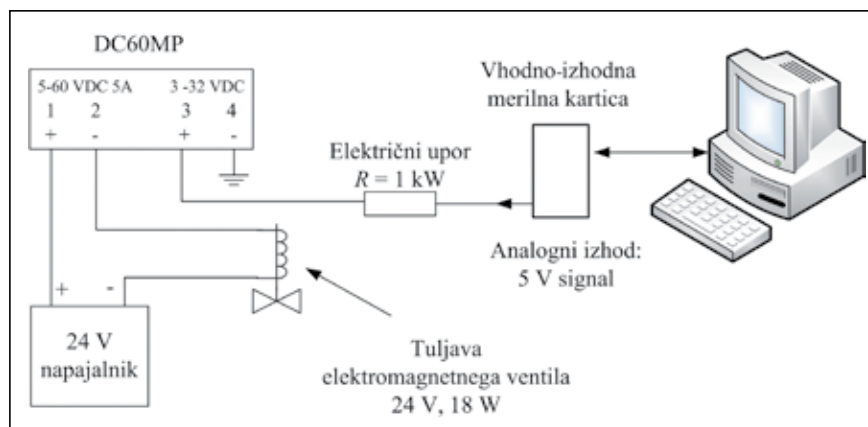 DC60MP
5-60 VDC 5A 3 -32 VDC
1 2 3 4
+ - + -
Vhodno-izhodna
merilna kartica
Električni upor
R = 1 kW
Analogni izhod:
5 V signal
+ -
24 V
napajalnik
Tuljava
elektromagnetnega ventila
24 V, 18 W